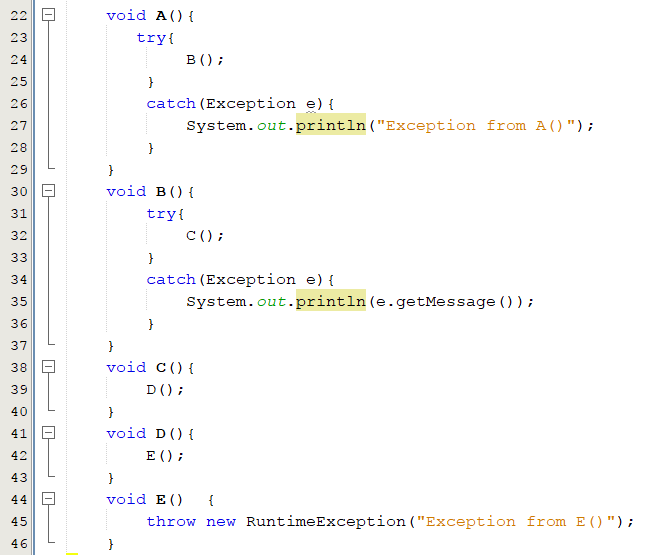 22 void A(){
23 try{
24 B();
25 }
26 catch(Exception e){
27 System.out.println("Exception from A()");
28 }
29 }
30 void B(){
31 try{
32 C();
33 }
34 catch(Exception e){
35 System.out.println(e.getMessage());
36 }
37 }
38 void C(){
39 D();
40 }
41 void D(){
42 E();
43 }
44 void E() {
45 throw new RuntimeException("Exception from E()");
46 }